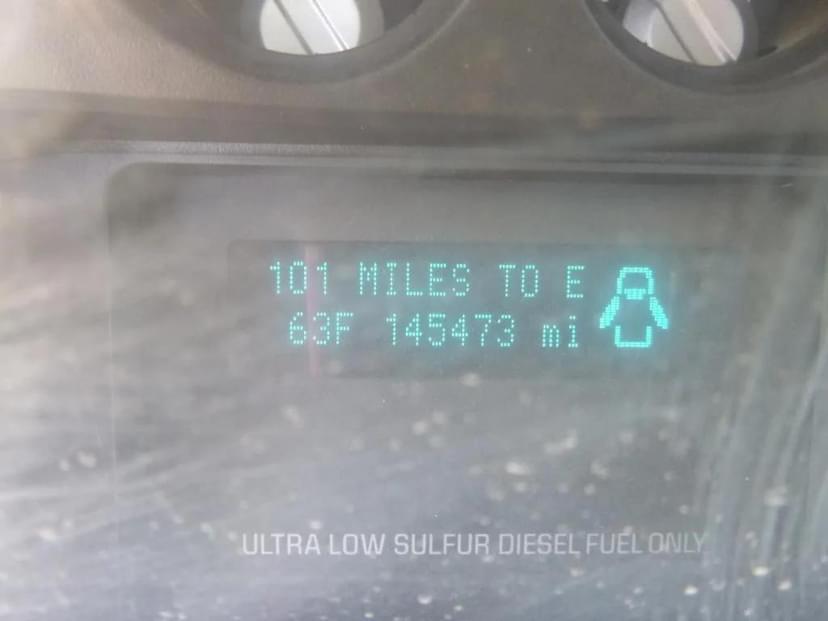 101 MILES TO E
63F 145473 mi
ULTRA LOW SULFUR DIESEL FUEL ONLY